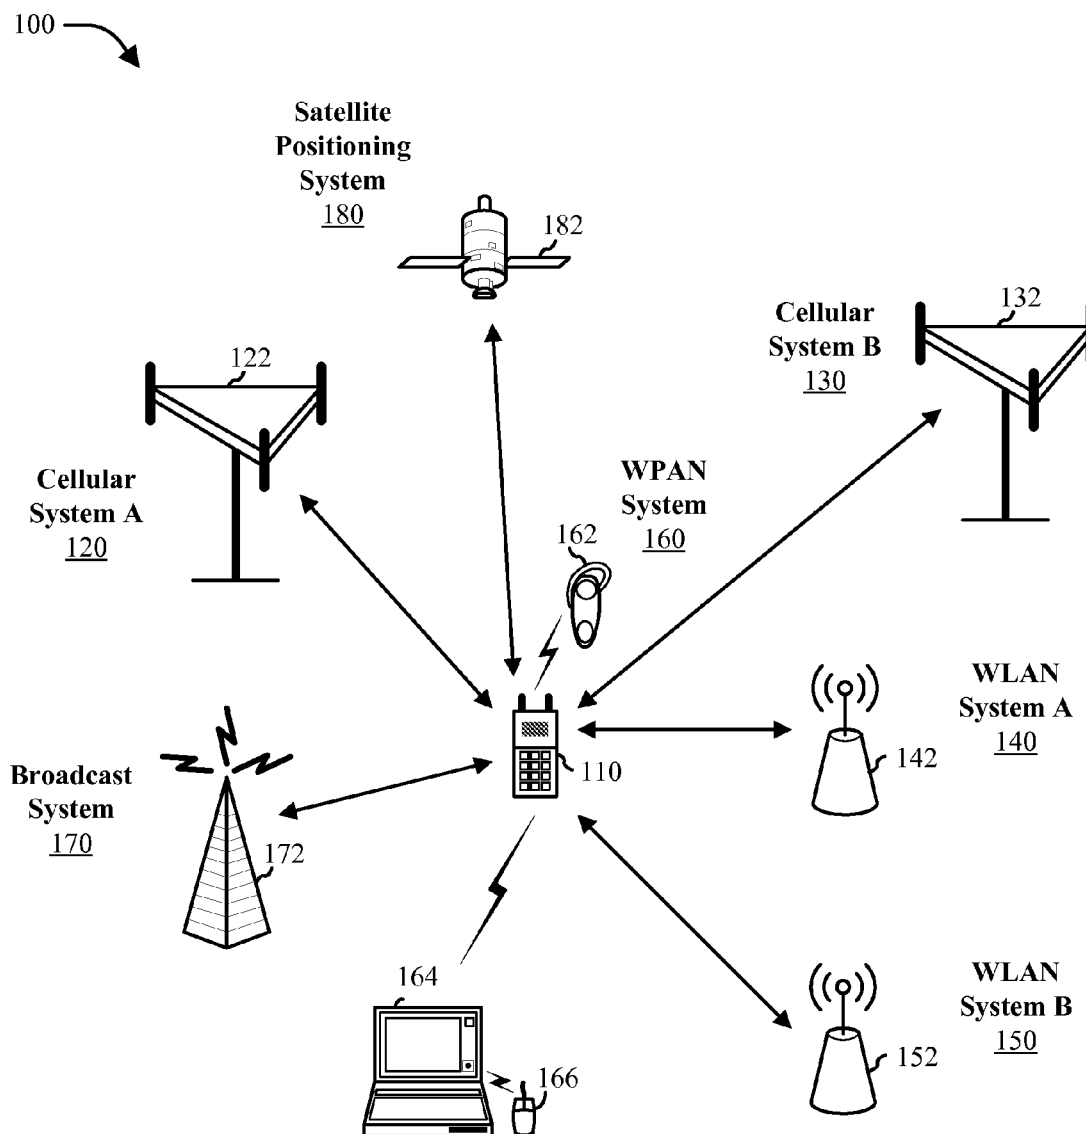 100
Satellite
Positioning
System
180
182
132
Cellular
System B
130
122
Cellular
System A
120
WPAN
System
160
162
WLAN
System A
140
142
110
Broadcast
System
170
172
WLAN
System B
150
152
164
166